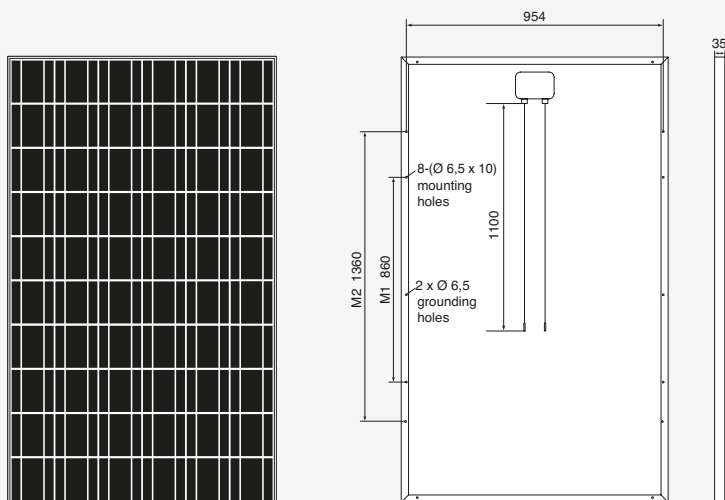 954
35
8-(Ø 6,5 x 10)
mounting
holes
1100
M2 1360
M1 860
2 x Ø 6,5
grounding
holes